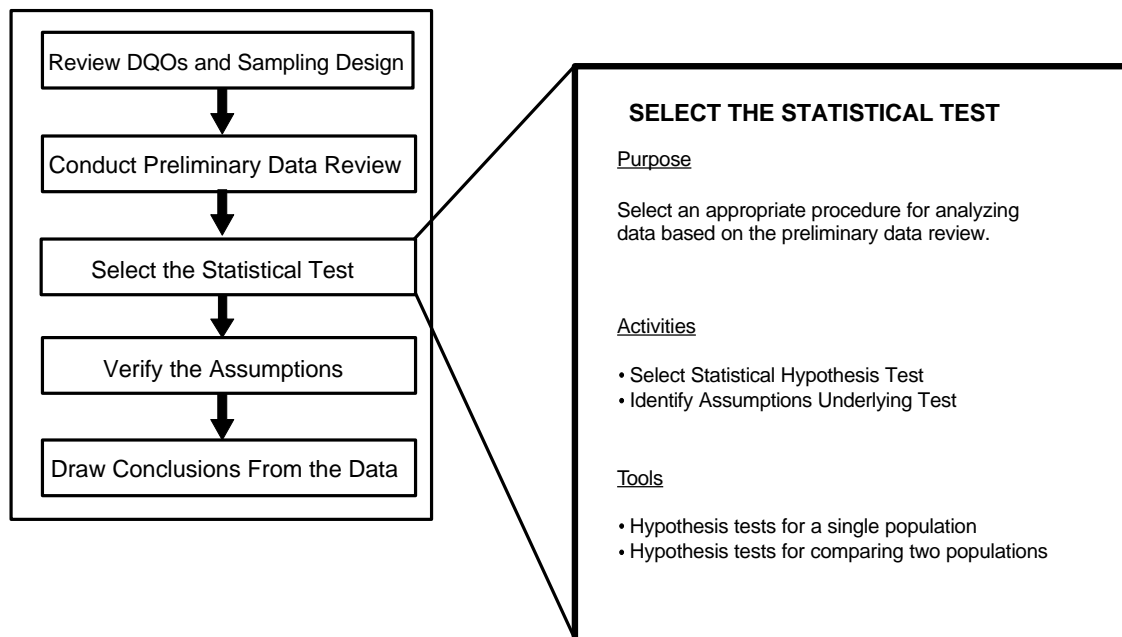 Review DQOs and Sampling Design
Conduct Preliminary Data Review
Select the Statistical Test
Verify the Assumptions
Draw Conclusions From the Data
SELECT THE STATISTICAL TEST
Purpose
Select an appropriate procedure for analyzing
data based on the preliminary data review.
Activities
• Select Statistical Hypothesis Test
• Identify Assumptions Underlying Test
Tools
• Hypothesis tests for a single population
• Hypothesis tests for comparing two populations